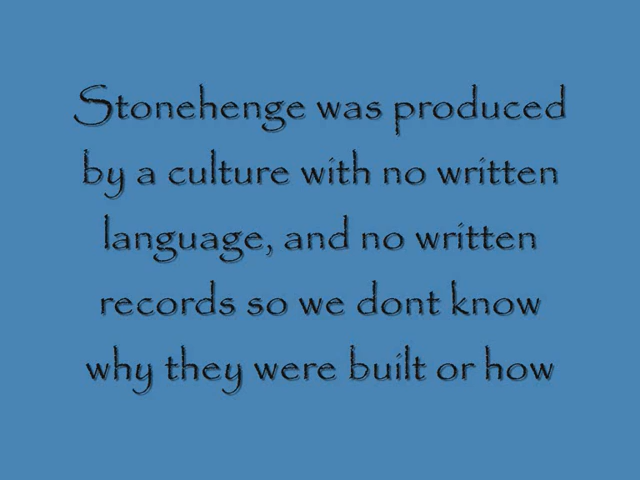 Stonehenge was produced
by a culture with no written
language, and no written
records so we dont know
why they were built or how